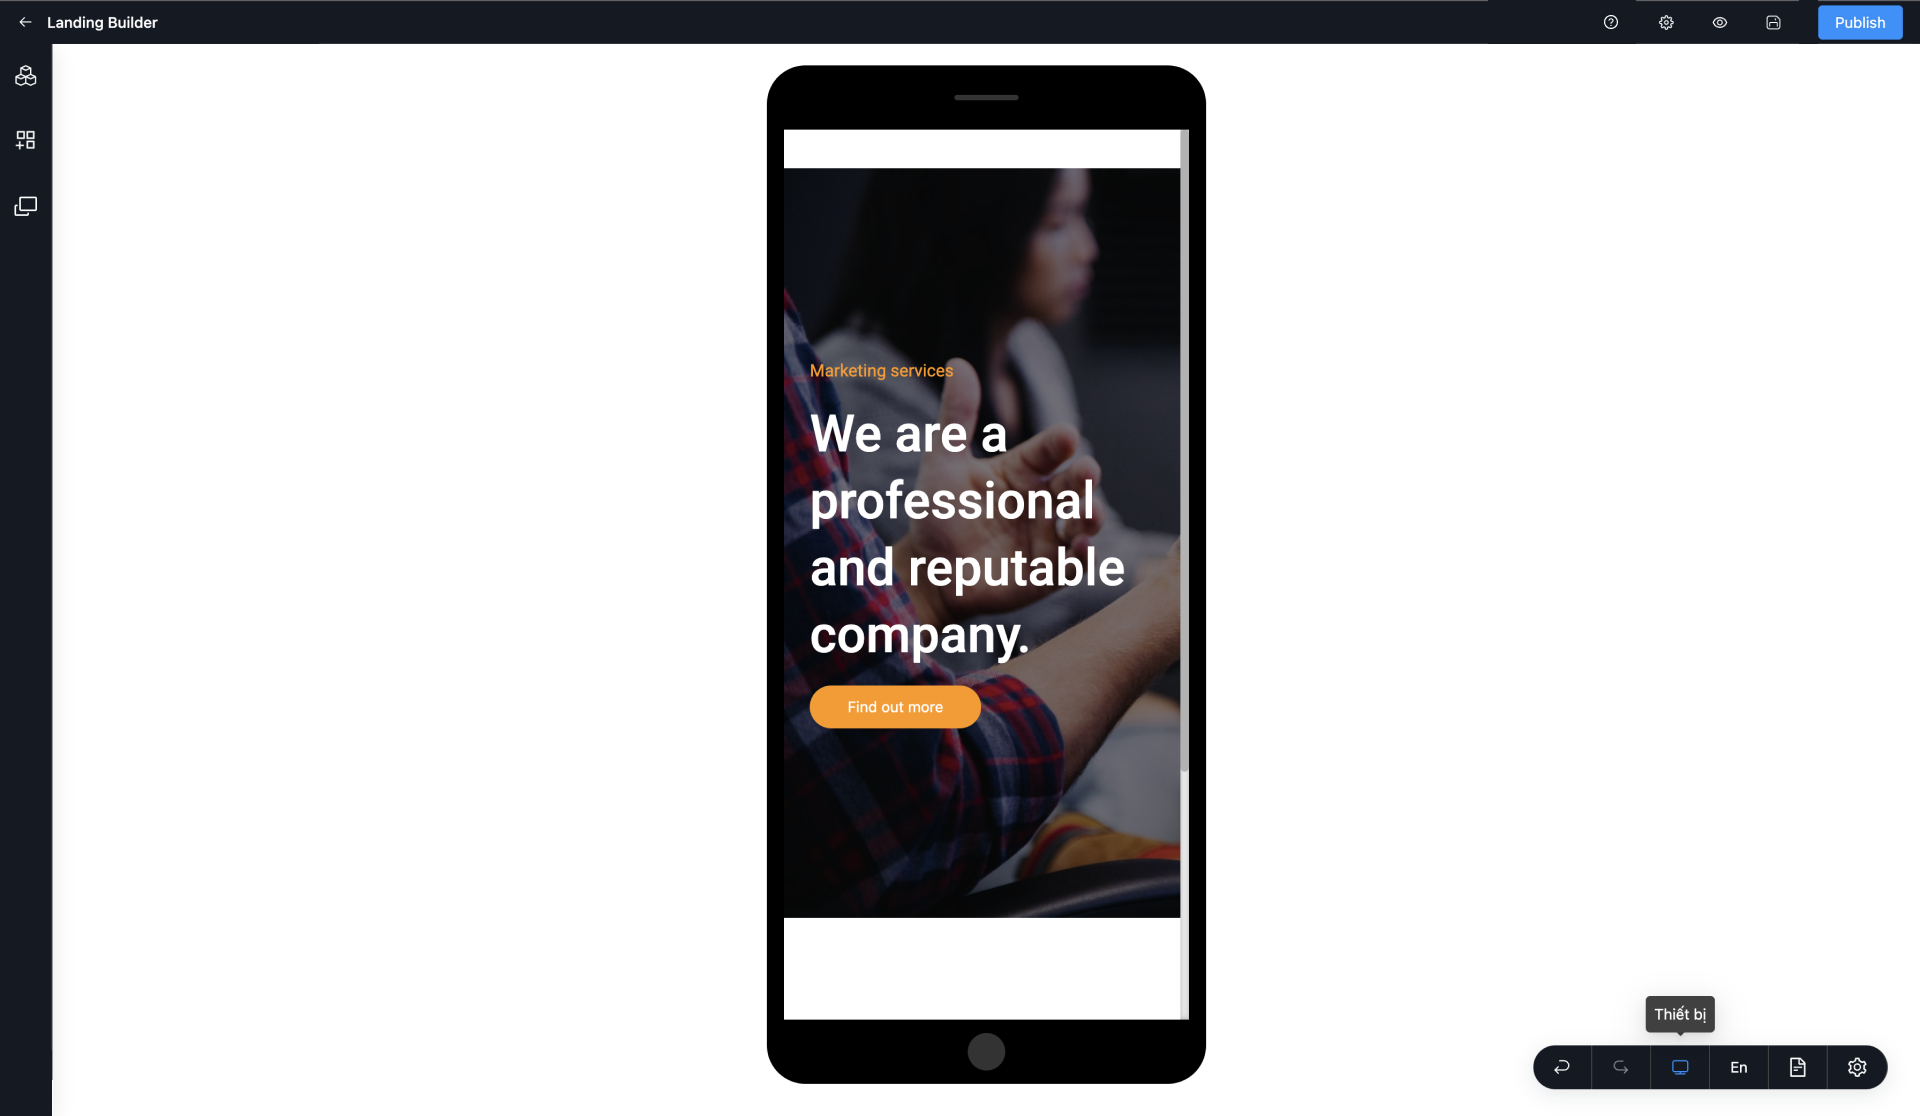 Landing Builder
Publish
Marketing services
We are a
professional
and reputable
company.
Find out more
Thiết bị
En